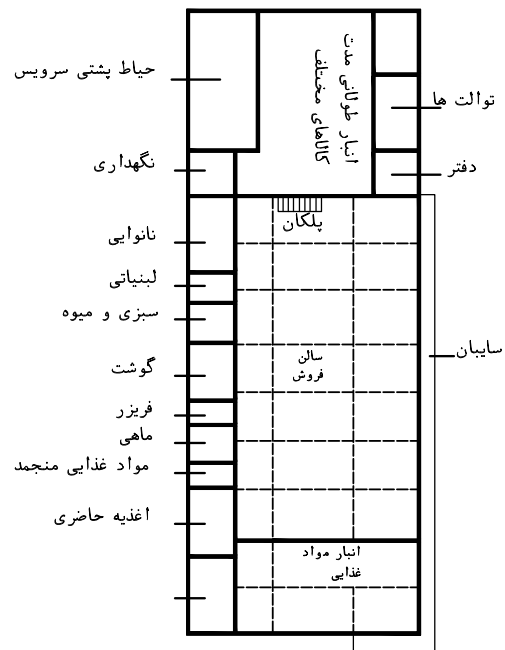 حیاط پشتی سرویس
انبار طولانی مدت
کالاهای مختلف
توالت ها
نگهداری
دفتر
پلکان
نانوایی
لبنیاتی
سبزی و میوه
سایبان
سالن
فروش
گوشت
فریزر
ماهی
مواد غذایی منجمد
اغذیه حاضری
انبار مواد
غذایی